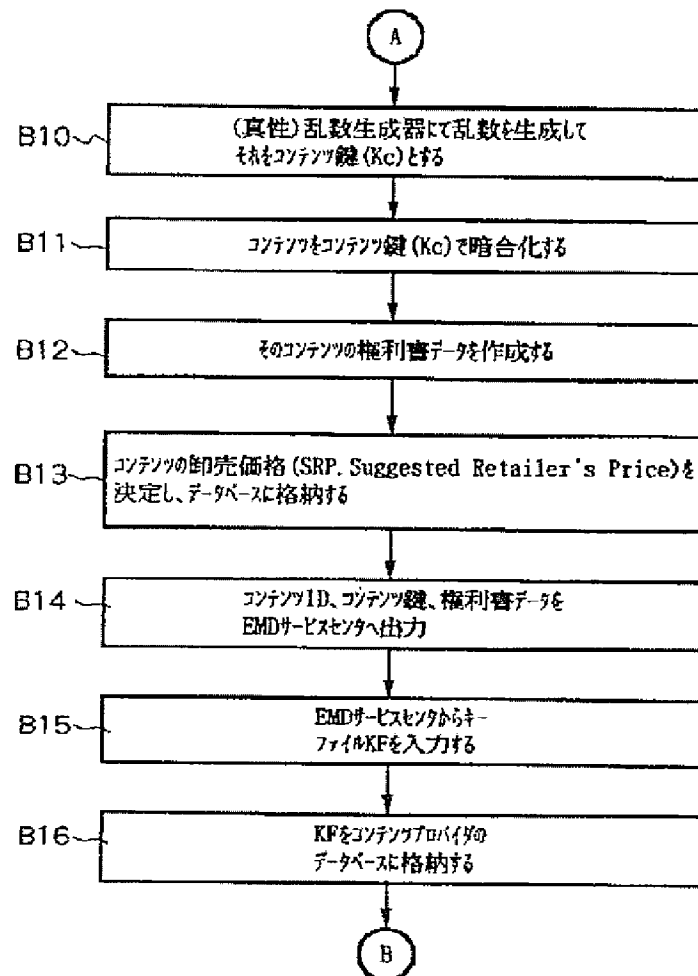 A
B10
(真性)乱数生成器にて乱数を生成して
それをコンテンツ鍵(Kc)とする
B11
コンテンツをコンテンツ鍵(Kc)で暗合化する
B12
そのコンテンツの権利書データを作成する
B13
コンテンツの卸売価格(SRP.Suggested Retailer's Price)を
決定し、データベースに格納する
B14
コンテンツID、コンテンツ鍵、権利書データを
EMDサービスセンタへ出力
B15
EMDサービスセンタからキー
ファイルKFを入力する
B16
KFをコンテンツプロバイダの
データベースに格納する
B